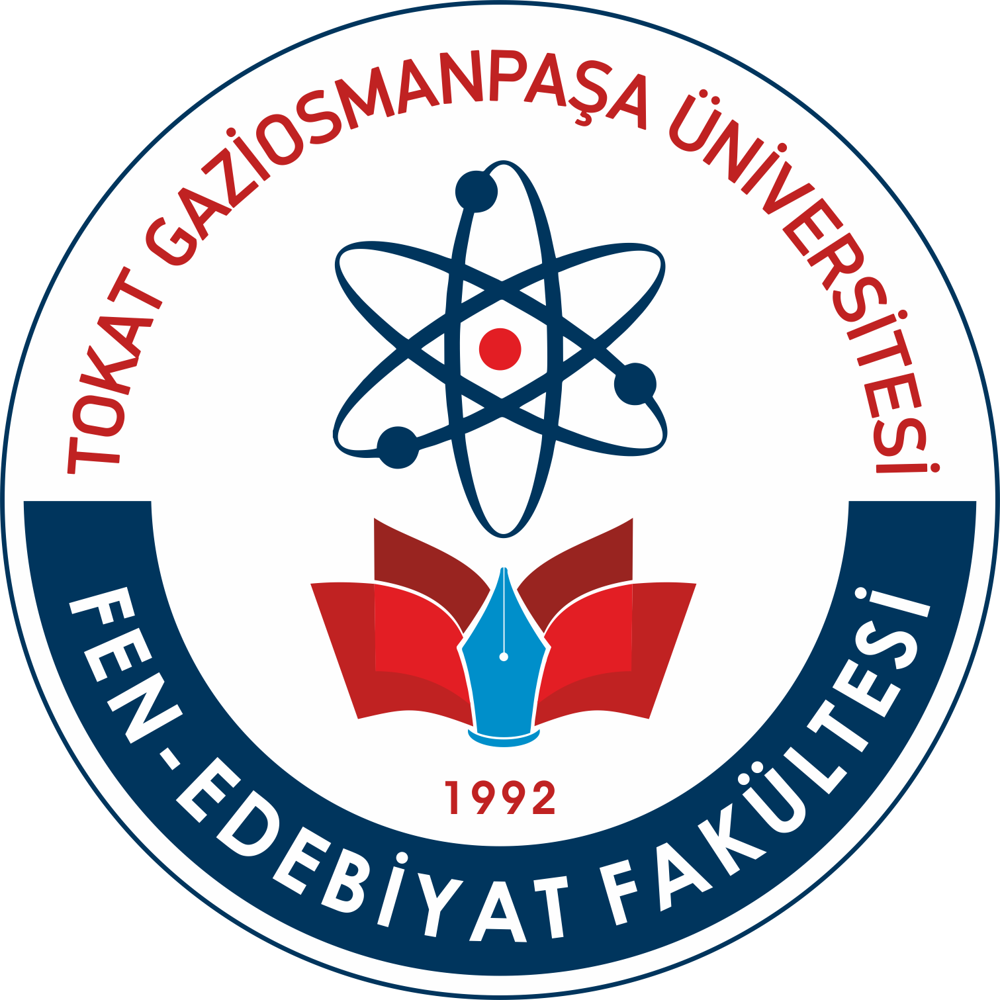 TOKAT GAZİOSMANPAŞA ÜNİVERSİTESİ
1992
FEN-EDEBİYAT FAKÜLTESİ